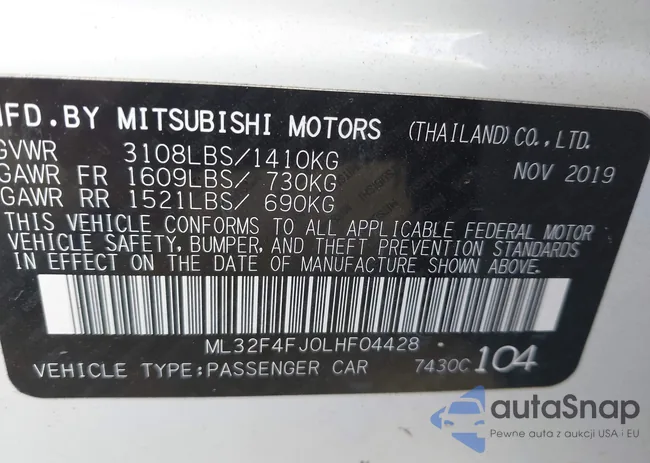 MFD.BY MITSUBISHI MOTORS (THAILAND) CO., LTD.
GVWR 3108LBS/1410KG NOV 2019
GAWR FR 1609LBS/ 730KG
GAWR RR 1521LBS/ 690KG
THIS VEHICLE CONFORMS TO ALL APPLICABLE FEDERAL MOTOR
VEHICLE SAFETY, BUMPER, AND THEFT PREVENTION STANDARDS
IN EFFECT ON THE DATE OF MANUFACTURE SHOWN ABOVE.
ML32F4FJ0LHF04428
VEHICLE TYPE:PASSENGER CAR 7430C 104
autaSnap
Pewne auta z aukcji USA i EU